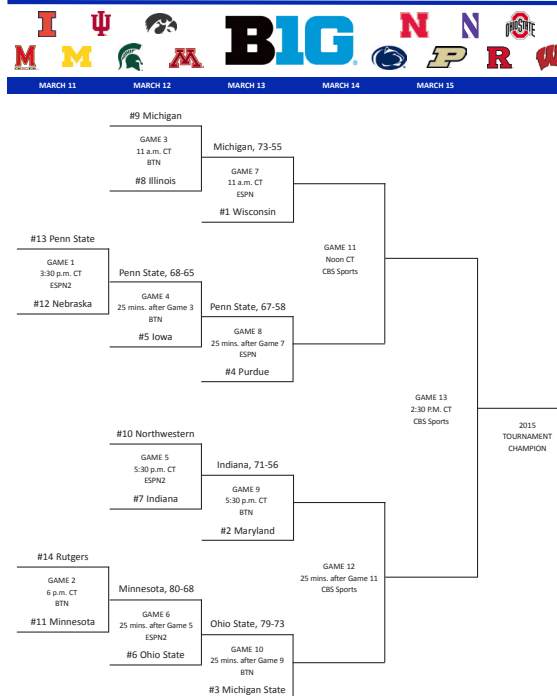 B1G
OHIO STATE
MARCH 11
MARCH 12
MARCH 13
MARCH 14
MARCH 15
#9 Michigan
GAME 3
11 a.m. CT
BTN
#8 Illinois
Michigan, 73-55
GAME 7
11 a.m. CT
ESPN
#1 Wisconsin
GAME 11
Noon CT
CBS Sports
#13 Penn State
GAME 1
3:30 p.m. CT
ESPN2
#12 Nebraska
Penn State, 68-65
GAME 4
25 mins. after Game 3
BTN
#5 Iowa
Penn State, 67-58
GAME 8
25 mins. after Game 7
ESPN
#4 Purdue
GAME 13
2:30 P.M. CT
CBS Sports
2015
TOURNAMENT
CHAMPION
#10 Northwestern
GAME 5
5:30 p.m. CT
ESPN2
#7 Indiana
Indiana, 71-56
GAME 9
5:30 p.m. CT
BTN
#2 Maryland
GAME 12
25 mins. after Game 11
CBS Sports
#14 Rutgers
GAME 2
6 p.m. CT
BTN
#11 Minnesota
Minnesota, 80-68
GAME 6
25 mins. after Game 5
ESPN2
#6 Ohio State
Ohio State, 79-73
GAME 10
25 mins. after Game 9
BTN
#3 Michigan State